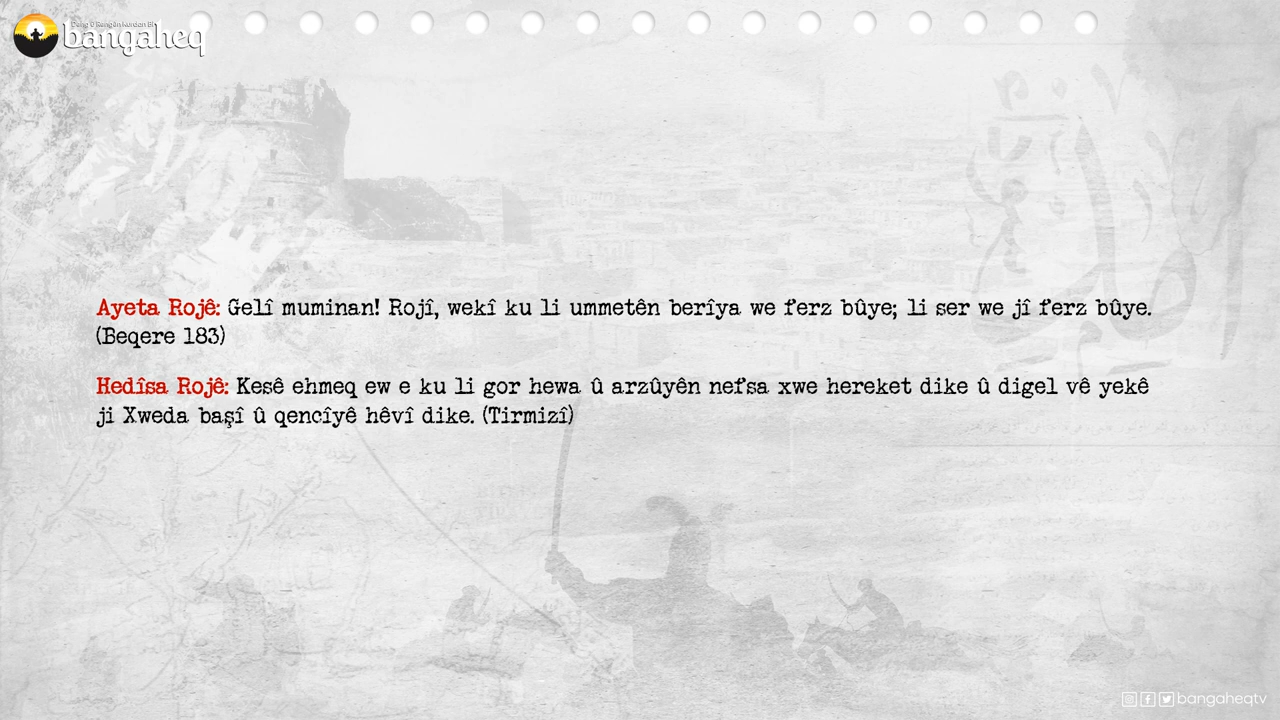 bangaheq
Ayeta Rojê: Gelî muminan! Rojî, wekî ku li ummetên berîya we ferz bûye; li ser we jî ferz bûye.
(Beqere 183)
Hedîsa Rojê: Kesê ehmeq ew e ku li gor hewa û arzûyên nefsa xwe hereket dike û digel vê yekê
ji Xweda başî û qencîyê hêvî dike. (Tirmizî)
bangaheqtv